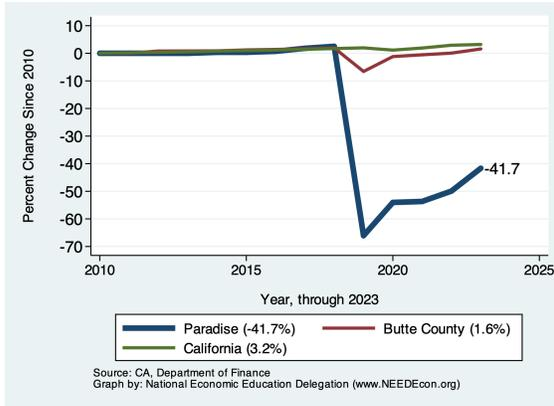 10
0
-10
-20
-30
-40
-50
-60
-70
Percent Change Since 2010
-41.7
2010 2015 2020 2025
Year, through 2023
Paradise (-41.7%) Butte County (1.6%)
California (3.2%)
Source: CA, Department of Finance
Graph by: National Economic Education Delegation (www.NEEDEcon.org)